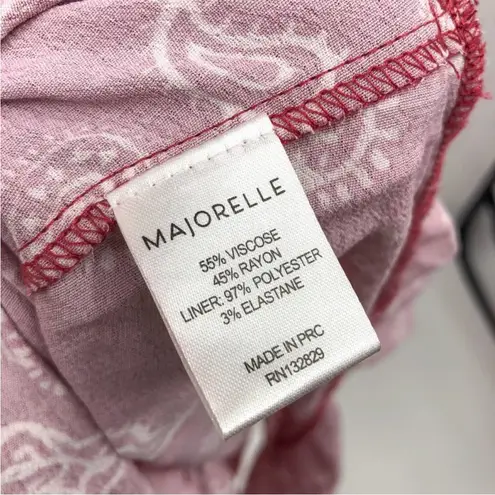 MAJORELLE
55% VISCOSE
45% RAYON
LINER: 97% POLYESTER
3% ELASTANE
MADE IN PRC
RN132829